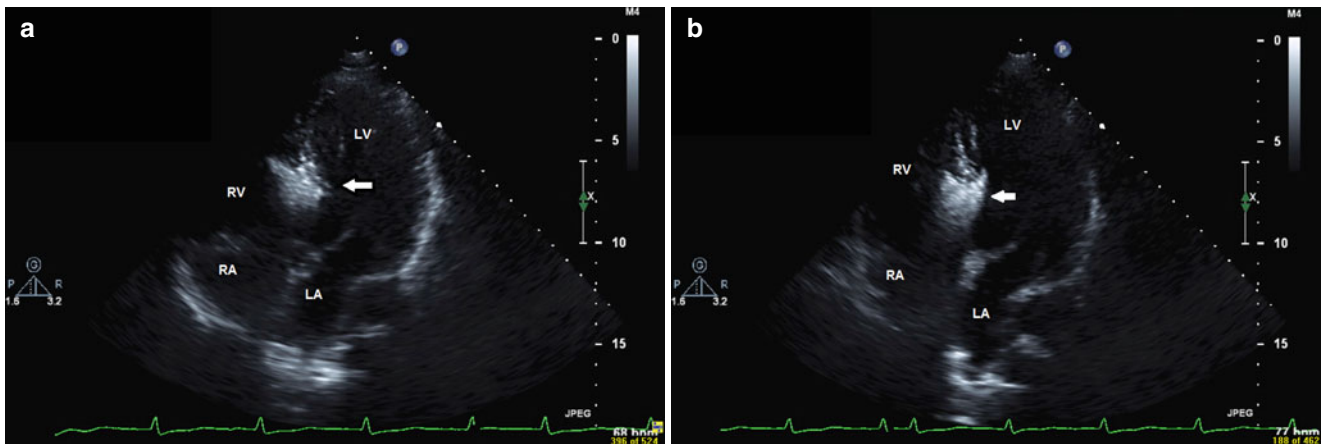 a
M4
P
0
LV
5
RV
X
10
G
P R
1.6 3.2
RA
LA
15
JPEG
68 bpm
396 of 524
b
M4
P
0
LV
5
RV
X
10
G
P R
1.6 3.2
RA
LA
15
JPEG
77 bpm
188 of 462